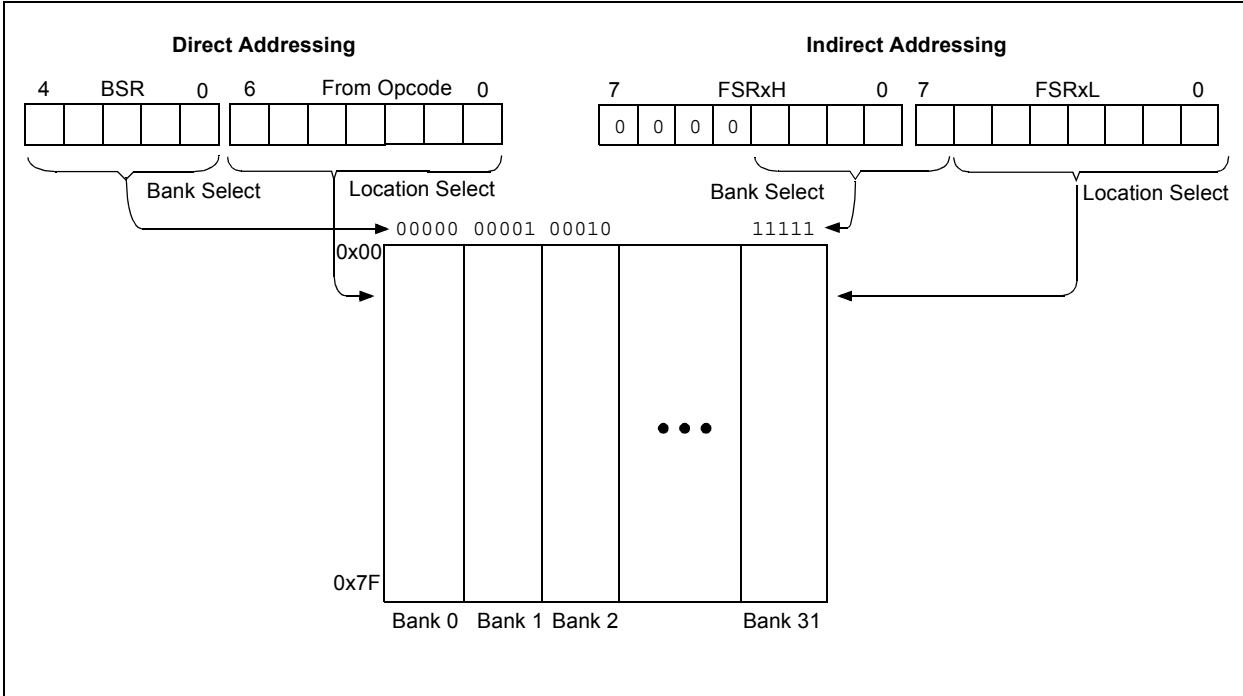 Direct Addressing Indirect Addressing
4 BSR 0 6 From Opcode 0 7 FSRxH 0 7 FSRxL 0
0 0 0 0
Bank Select Location Select Bank Select Location Select
00000 00001 00010 11111
0x00
0x7F
Bank 0 Bank 1 Bank 2 Bank 31